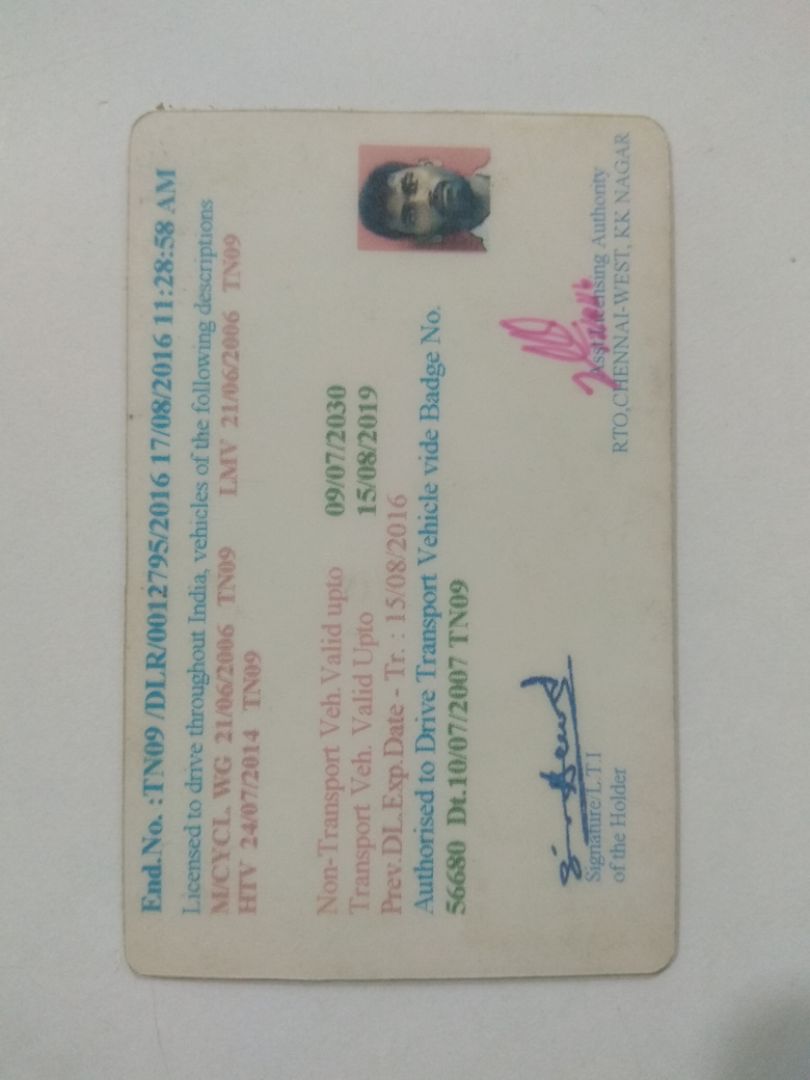 End.No. :TN09 /DLR/0012795/2016 17/08/2016 11:28:58 AM
Licensed to drive throughout India, vehicles of the following descriptions
M/CYCL. WG 21/06/2006 TN09 LMV 21/06/2006 TN09
HTV 24/07/2014 TN09
Non-Transport Veh.Valid upto 09/07/2030
Transport Veh. Valid Upto 15/08/2019
Prev.DL.Exp.Date - Tr. : 15/08/2016
Authorised to Drive Transport Vehicle vide Badge No.
56680 Dt.10/07/2007 TN09
Signature/L.T.I
of the Holder
Asst Licensing Authority
RTO,CHENNAI-WEST, KK NAGAR